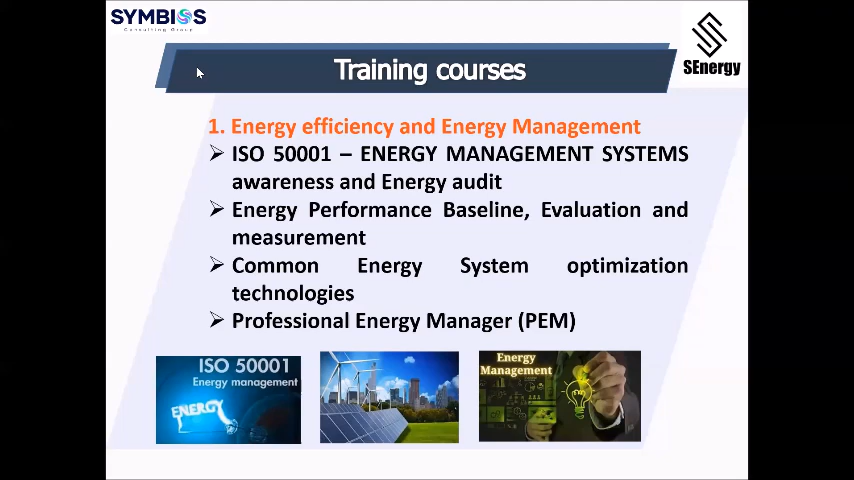 SYMBIOS
Consulting Group
SEnergy
Training courses
1. Energy efficiency and Energy Management
ISO 50001 – ENERGY MANAGEMENT SYSTEMS
awareness and Energy audit
Energy Performance Baseline, Evaluation and
measurement
Common Energy System optimization
technologies
Professional Energy Manager (PEM)
ISO 50001
Energy management
ENERGY
Energy
Management